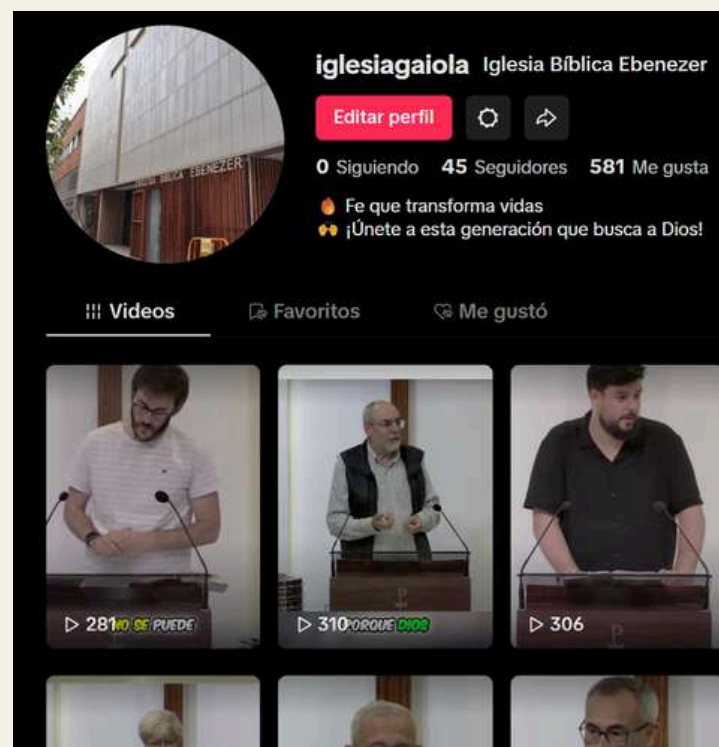 iglesiagaiola Iglesia Bíblica Ebenezer
Editar perfil
0 Siguiendo 45 Seguidores 581 Me gusta
Fe que transforma vidas
¡Únete a esta generación que busca a Dios!
IGLESIA BÍBLICA EBENEZER
Videos Favoritos Me gustó
281 NO SE PUEDE
310 PORQUE DIOS
306